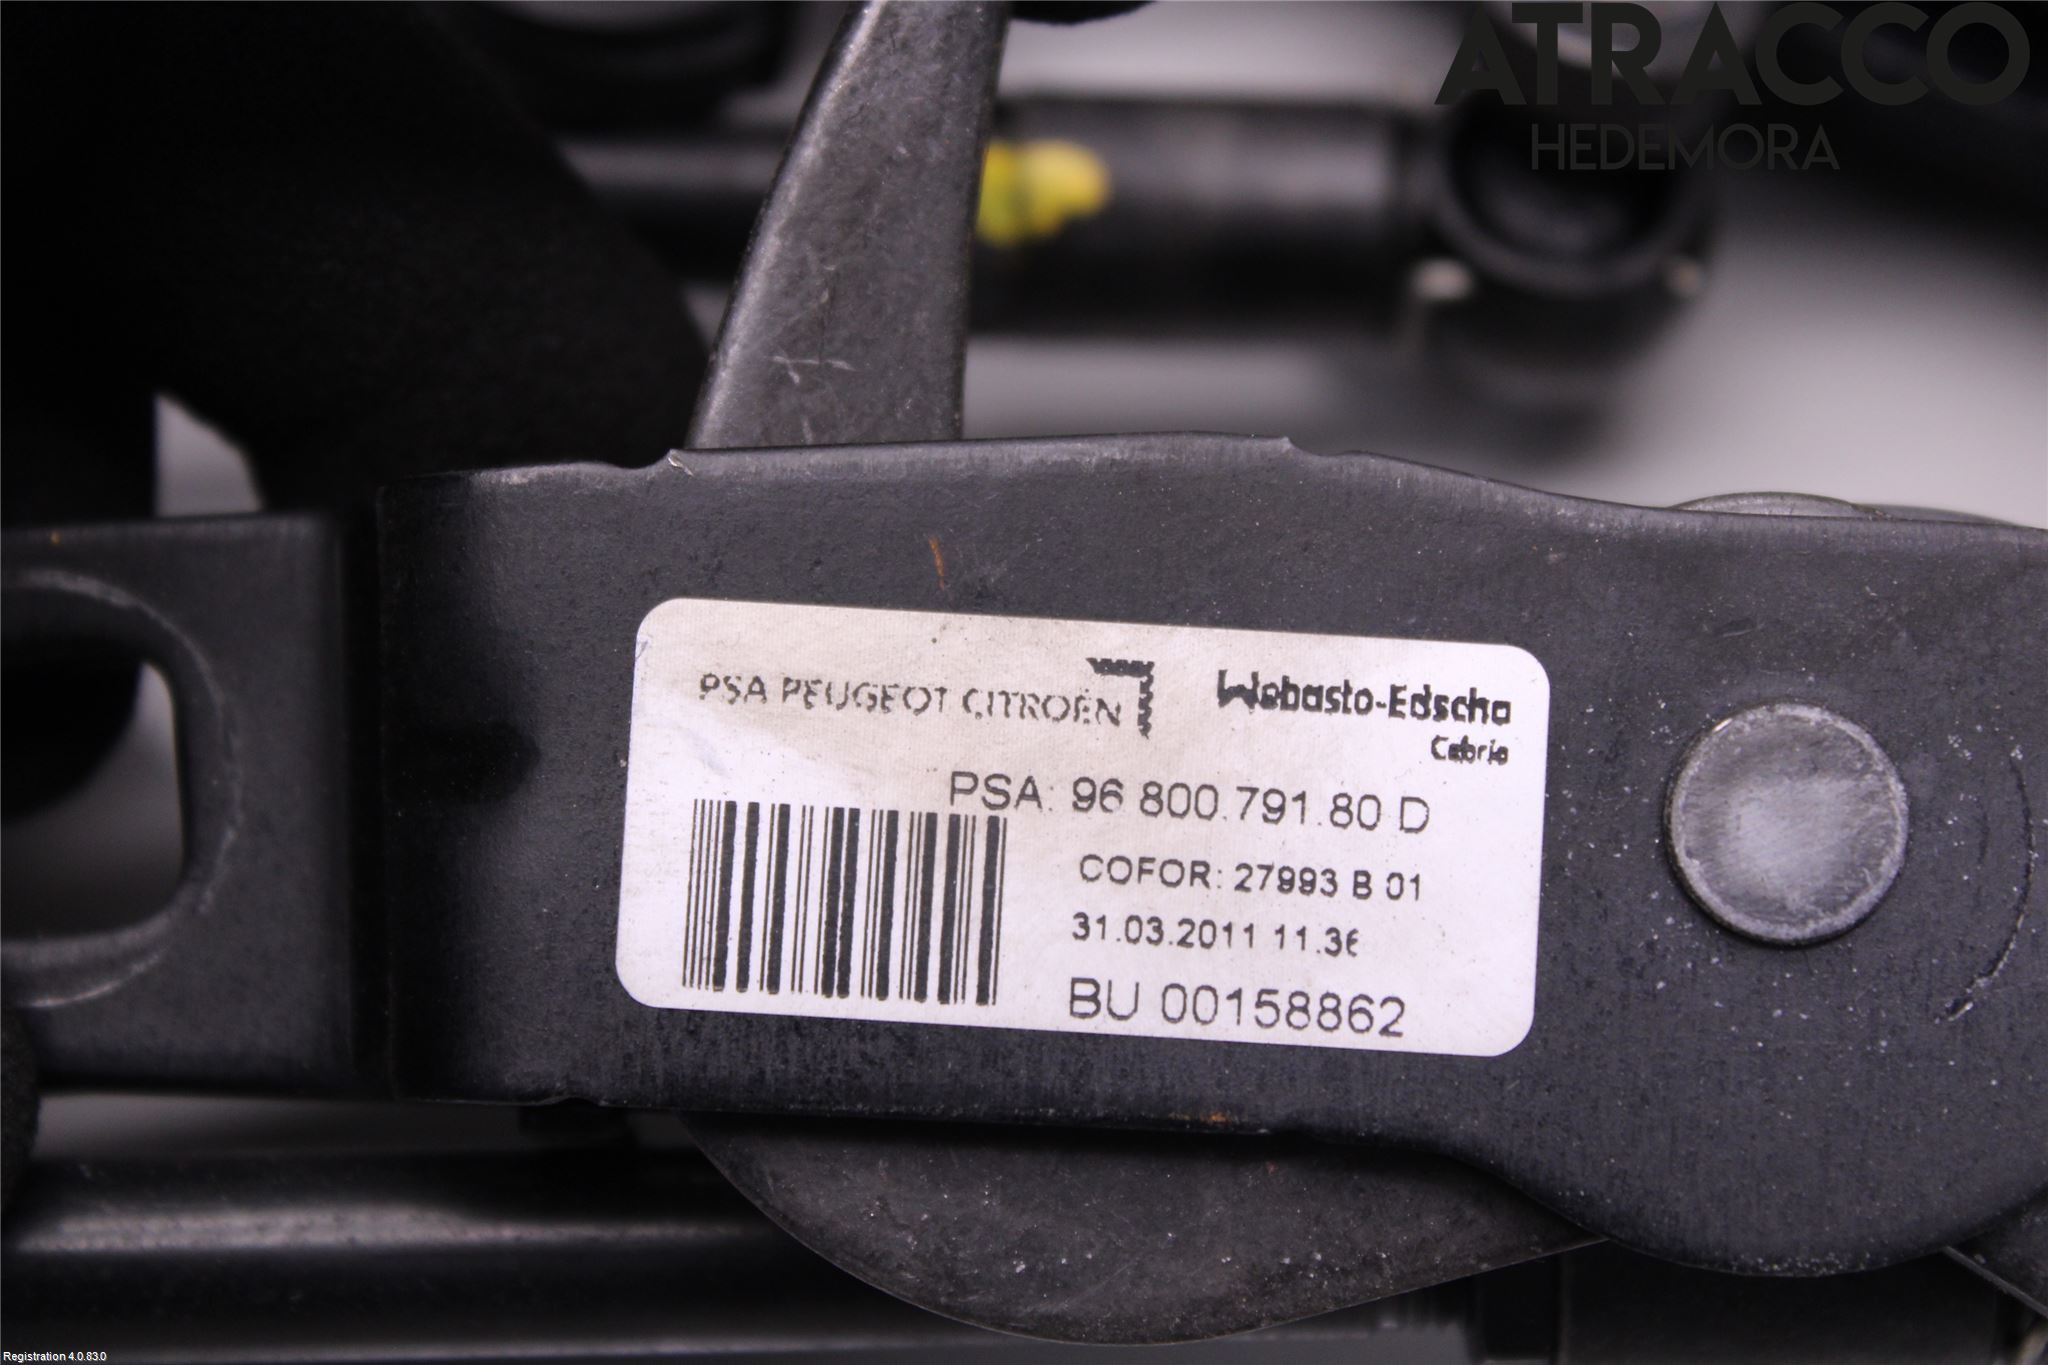 ATRACCO
HEDEMORA
PSA PEUGEOT CITROËN
Webasto-Edscha
Cabrio
PSA: 96 800.791.80 D
COFOR: 27993 B 01
31.03.2011 11.36
BU 00158862
Registration 4.0.83.0